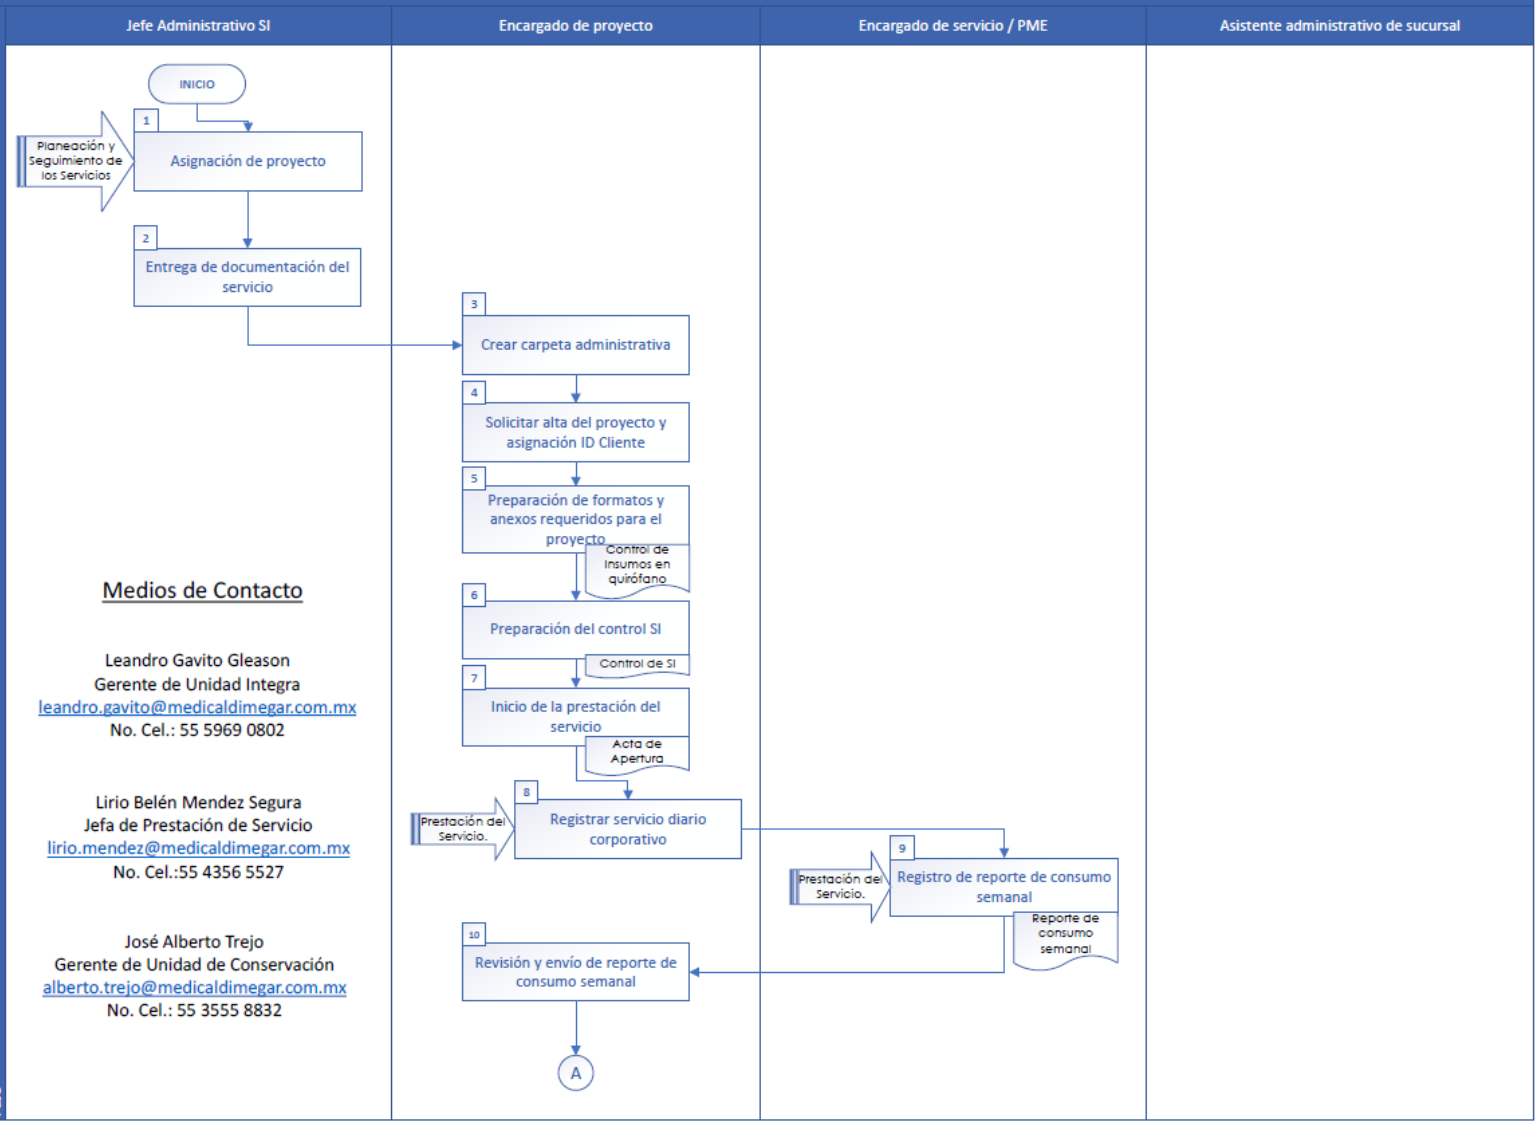 Jefe Administrativo SI
Encargado de proyecto
Encargado de servicio / PME
Asistente administrativo de sucursal
INICIO
1
Planeación y
Seguimiento de
los Servicios
Asignación de proyecto
2
Entrega de documentación del
servicio
3
Crear carpeta administrativa
4
Solicitar alta del proyecto y
asignación ID Cliente
5
Preparación de formatos y
anexos requeridos para el
proyecto
Control de
Insumos en
quirófano
6
Preparación del control SI
Control de SI
7
Inicio de la prestación del
servicio
Acta de
Apertura
8
Prestación del
Servicio.
Registrar servicio diario
corporativo
9
Prestación del
Servicio.
Registro de reporte de consumo
semanal
Reporte de
consumo
semanal
10
Revisión y envío de reporte de
consumo semanal
A
Medios de Contacto
Leandro Gavito Gleason
Gerente de Unidad Integra
leandro.gavito@medicaldimegar.com.mx
No. Cel.: 55 5969 0802
Lirio Belén Mendez Segura
Jefa de Prestación de Servicio
lirio.mendez@medicaldimegar.com.mx
No. Cel.:55 4356 5527
José Alberto Trejo
Gerente de Unidad de Conservación
alberto.trejo@medicaldimegar.com.mx
No. Cel.: 55 3555 8832